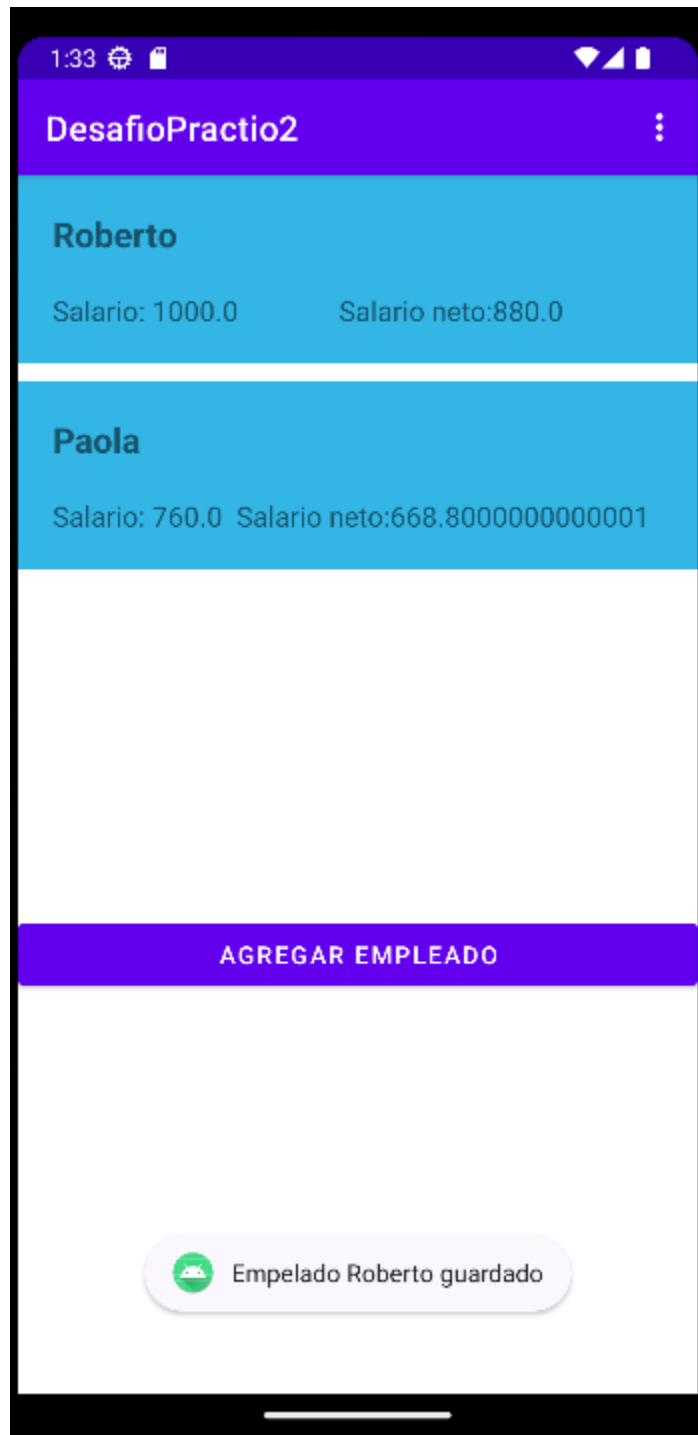 1:33
DesafioPractio2
Roberto
Salario: 1000.0 Salario neto:880.0
Paola
Salario: 760.0 Salario neto:668.8000000000001
AGREGAR EMPLEADO
Empelado Roberto guardado